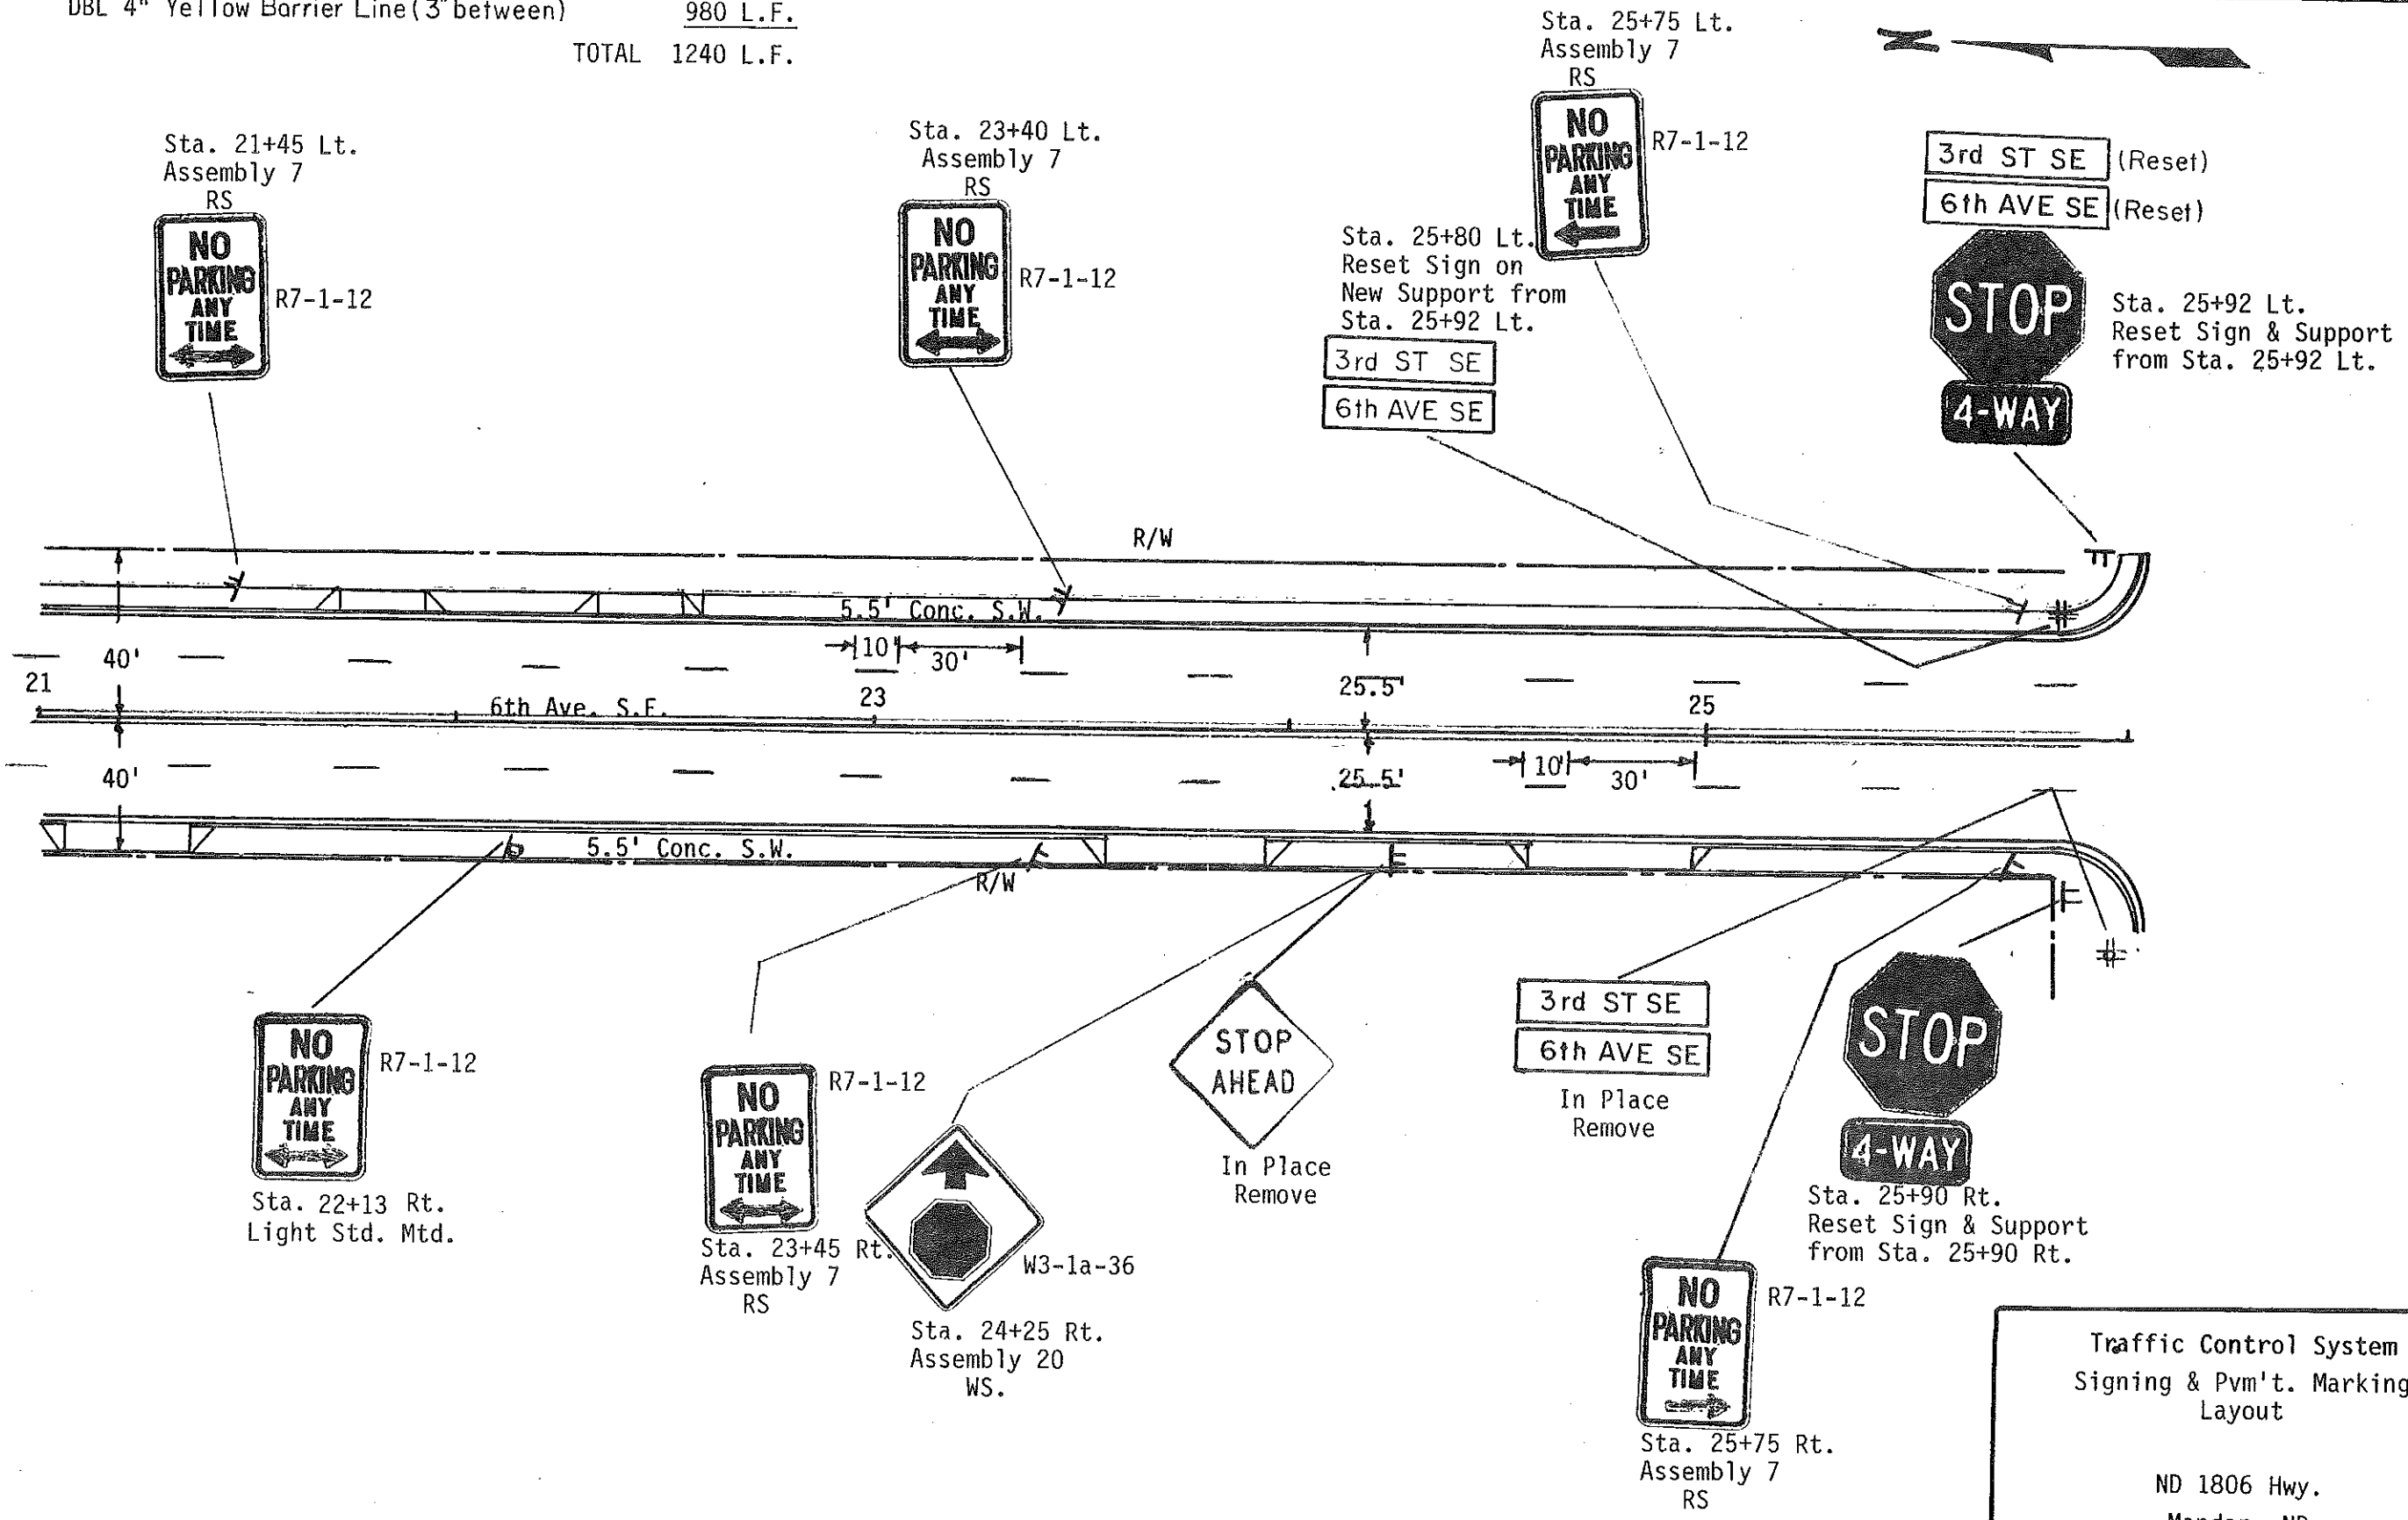 DBL 4" Yellow Barrier Line (3" between) 980 L.F.
TOTAL 1240 L.F.
Sta. 21+45 Lt.
Assembly 7
RS
NO
PARKING
ANY
TIME
R7-1-12
Sta. 23+40 Lt.
Assembly 7
RS
NO
PARKING
ANY
TIME
R7-1-12
Sta. 25+75 Lt.
Assembly 7
RS
NO
PARKING
ANY
TIME
R7-1-12
Sta. 25+80 Lt.
Reset Sign on
New Support from
Sta. 25+92 Lt.
3rd ST SE
6th AVE SE
N
3rd ST SE (Reset)
6th AVE SE (Reset)
STOP
4-WAY
Sta. 25+92 Lt.
Reset Sign & Support
from Sta. 25+92 Lt.
R/W
5.5' Conc. S.W.
10' 30'
40'
25.5'
21
23
25
6th Ave. S.E.
40'
25.5'
10' 30'
5.5' Conc. S.W.
R/W
NO
PARKING
ANY
TIME
R7-1-12
Sta. 22+13 Rt.
Light Std. Mtd.
NO
PARKING
ANY
TIME
R7-1-12
Sta. 23+45 Rt.
Assembly 7
RS
W3-1a-36
Sta. 24+25 Rt.
Assembly 20
WS.
STOP
AHEAD
In Place
Remove
3rd ST SE
6th AVE SE
In Place
Remove
STOP
4-WAY
Sta. 25+90 Rt.
Reset Sign & Support
from Sta. 25+90 Rt.
NO
PARKING
ANY
TIME
R7-1-12
Sta. 25+75 Rt.
Assembly 7
RS
Traffic Control System
Signing & Pvm't. Marking
Layout
ND 1806 Hwy.
Mandan, ND